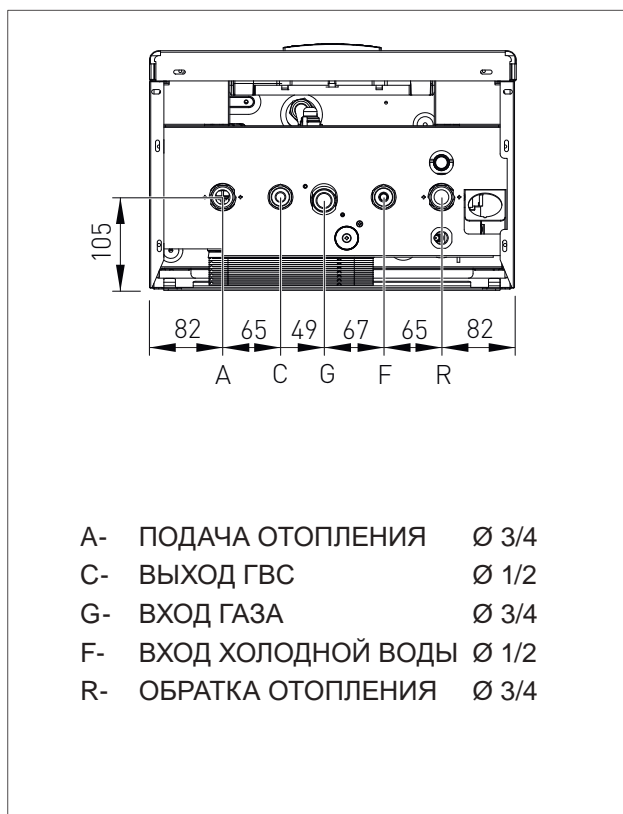 105
82 65 49 67 65 82
A C G F R
A- ПОДАЧА ОТОПЛЕНИЯ Ø 3/4
C- ВЫХОД ГВС Ø 1/2
G- ВХОД ГАЗА Ø 3/4
F- ВХОД ХОЛОДНОЙ ВОДЫ Ø 1/2
R- ОБРАТКА ОТОПЛЕНИЯ Ø 3/4